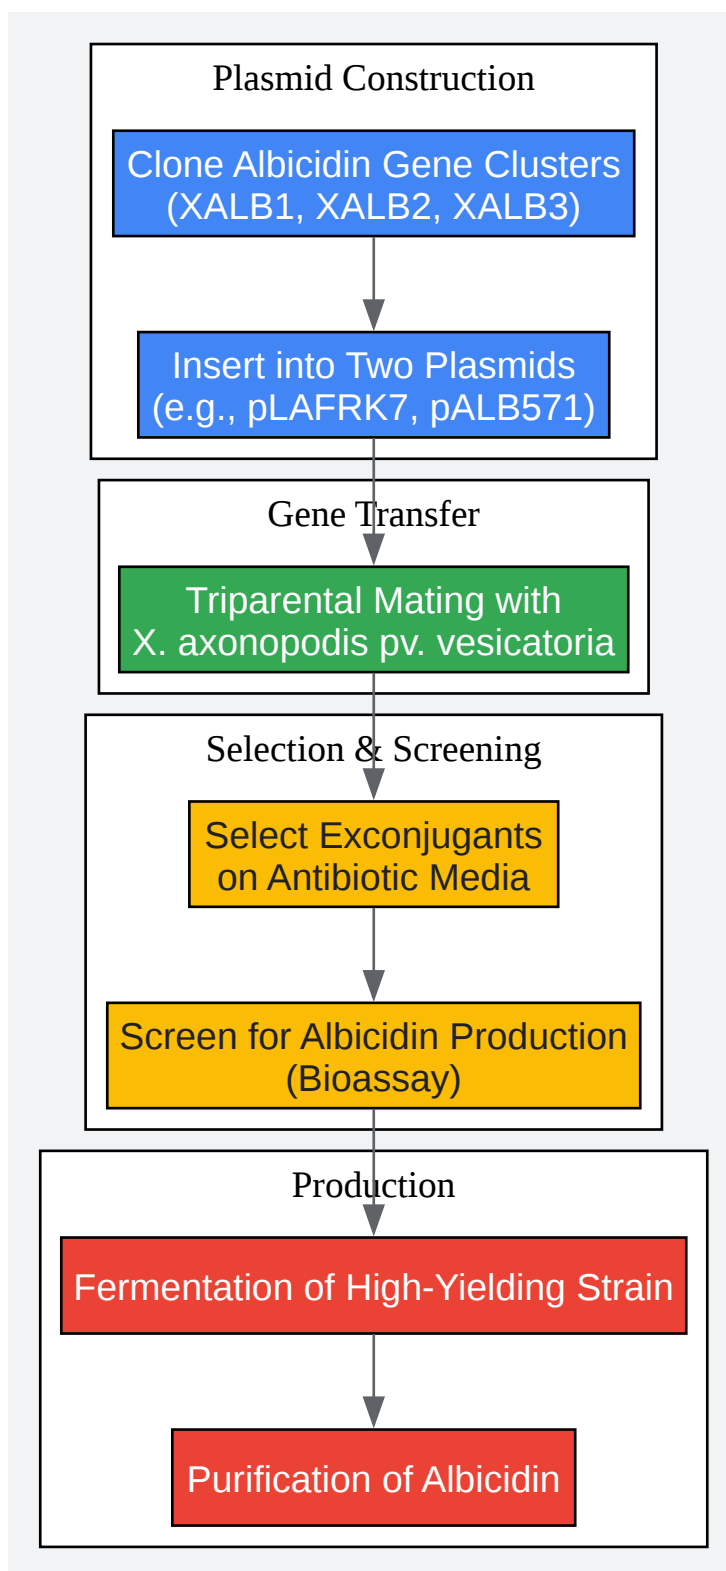 Plasmid Construction
Clone Albicidin Gene Clusters
(XALB1, XALB2, XALB3)
Insert into Two Plasmids
(e.g., pLAFRK7, pALB571)
Gene Transfer
Triparental Mating with
X. axonopodis pv. vesicatoria
Selection & Screening
Select Exconjugants
on Antibiotic Media
Screen for Albicidin Production
(Bioassay)
Production
Fermentation of High-Yielding Strain
Purification of Albicidin